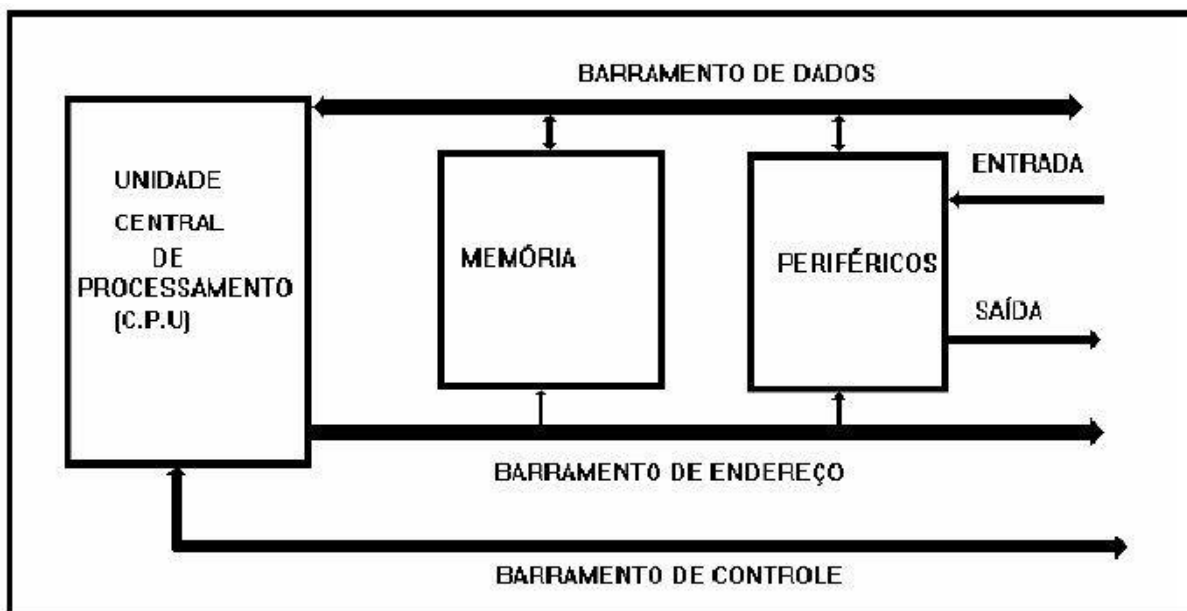 BARRAMENTO DE DADOS
UNIDADE
CENTRAL
DE
PROCESSAMENTO
(C.P.U)
MEMÓRIA
PERIFÉRICOS
ENTRADA
SAÍDA
BARRAMENTO DE ENDEREÇO
BARRAMENTO DE CONTROLE